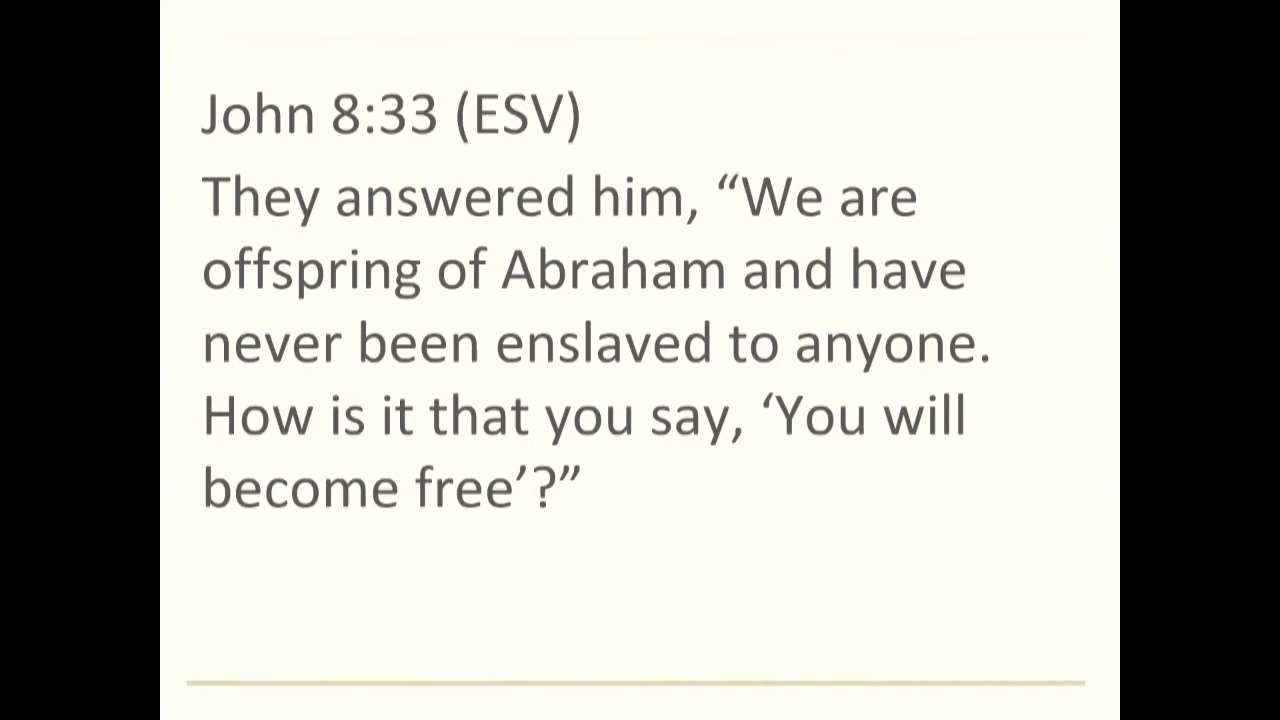 John 8:33 (ESV)
They answered him, “We are
offspring of Abraham and have
never been enslaved to anyone.
How is it that you say, ‘You will
become free’?”